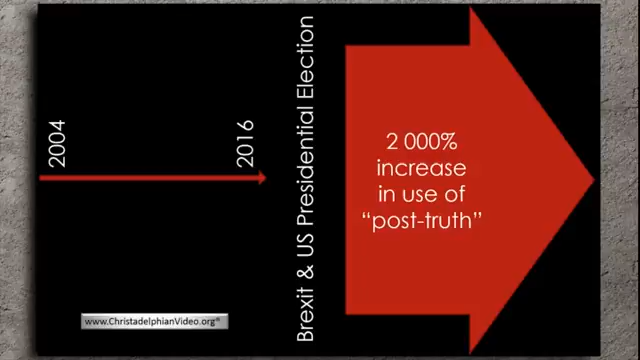 2004
2016
Brexit & US Presidential Election
2 000%
increase
in use of
“post-truth”
www.ChristadelphianVideo.org®